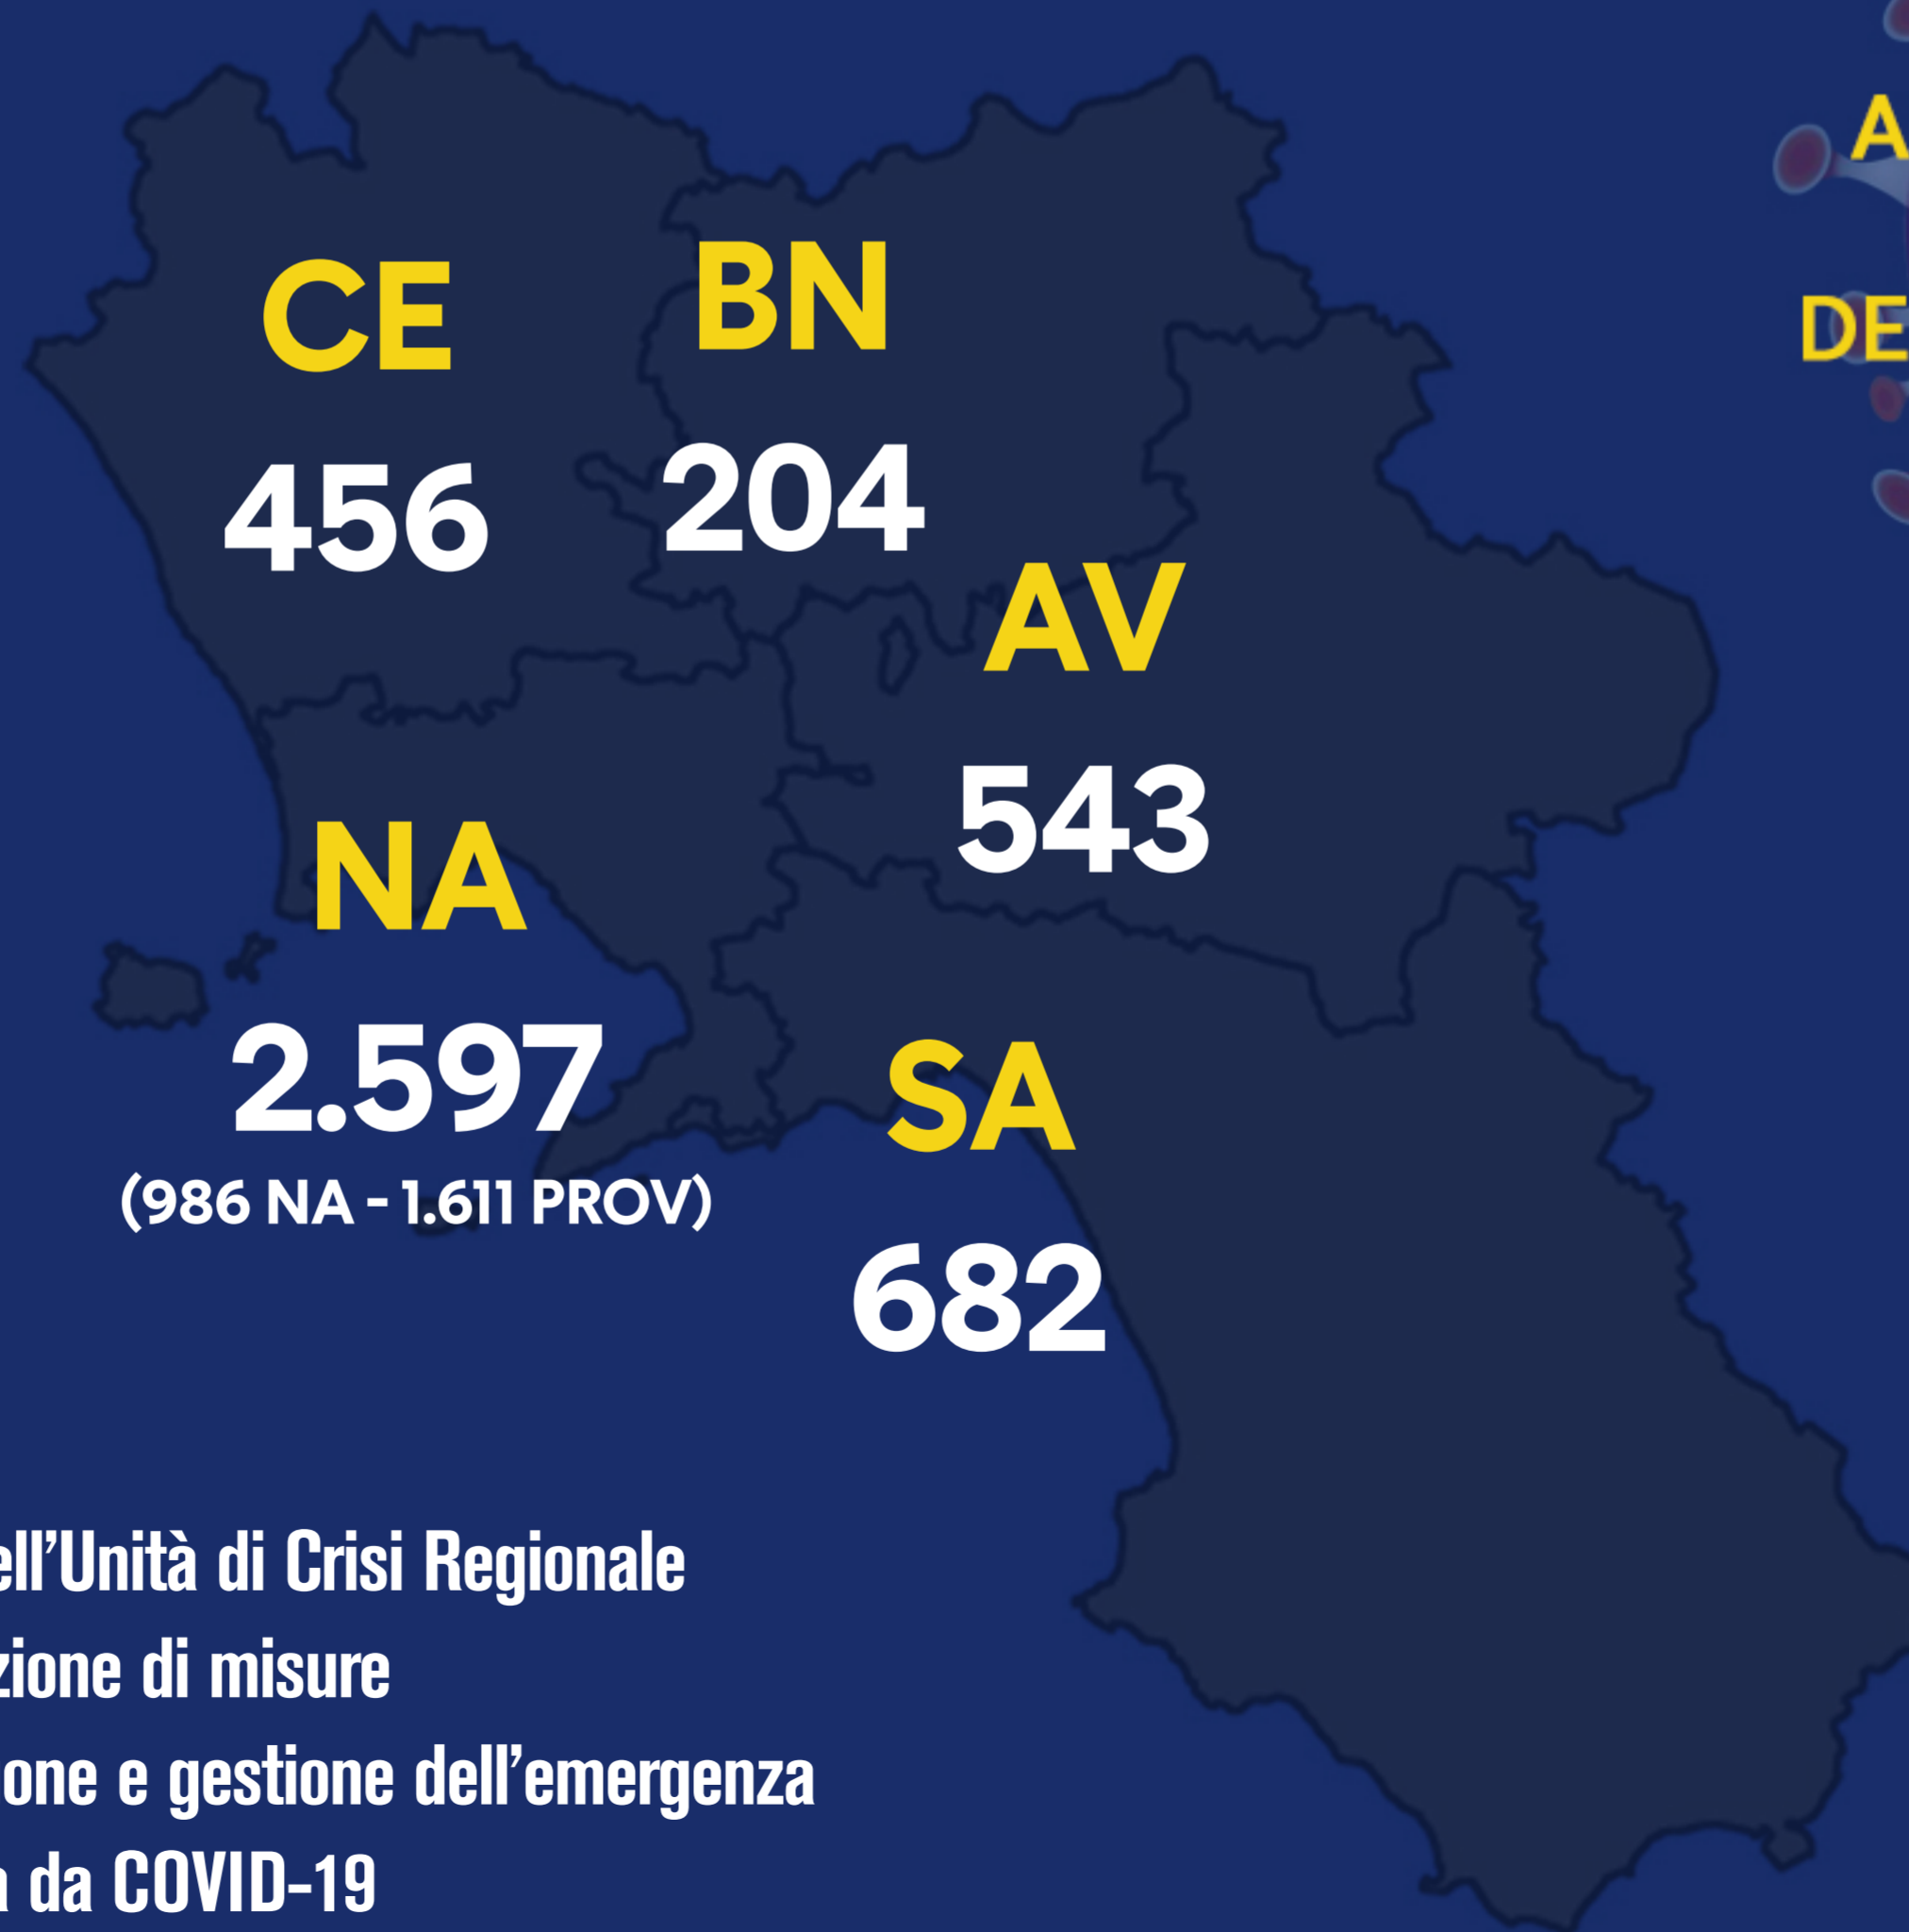 CE
456
BN
204
AV
543
NA
2.597
(986 NA - 1.611 PROV)
SA
682
A
DE
ell’Unità di Crisi Regionale
zione di misure
one e gestione dell’emergenza
a da COVID-19